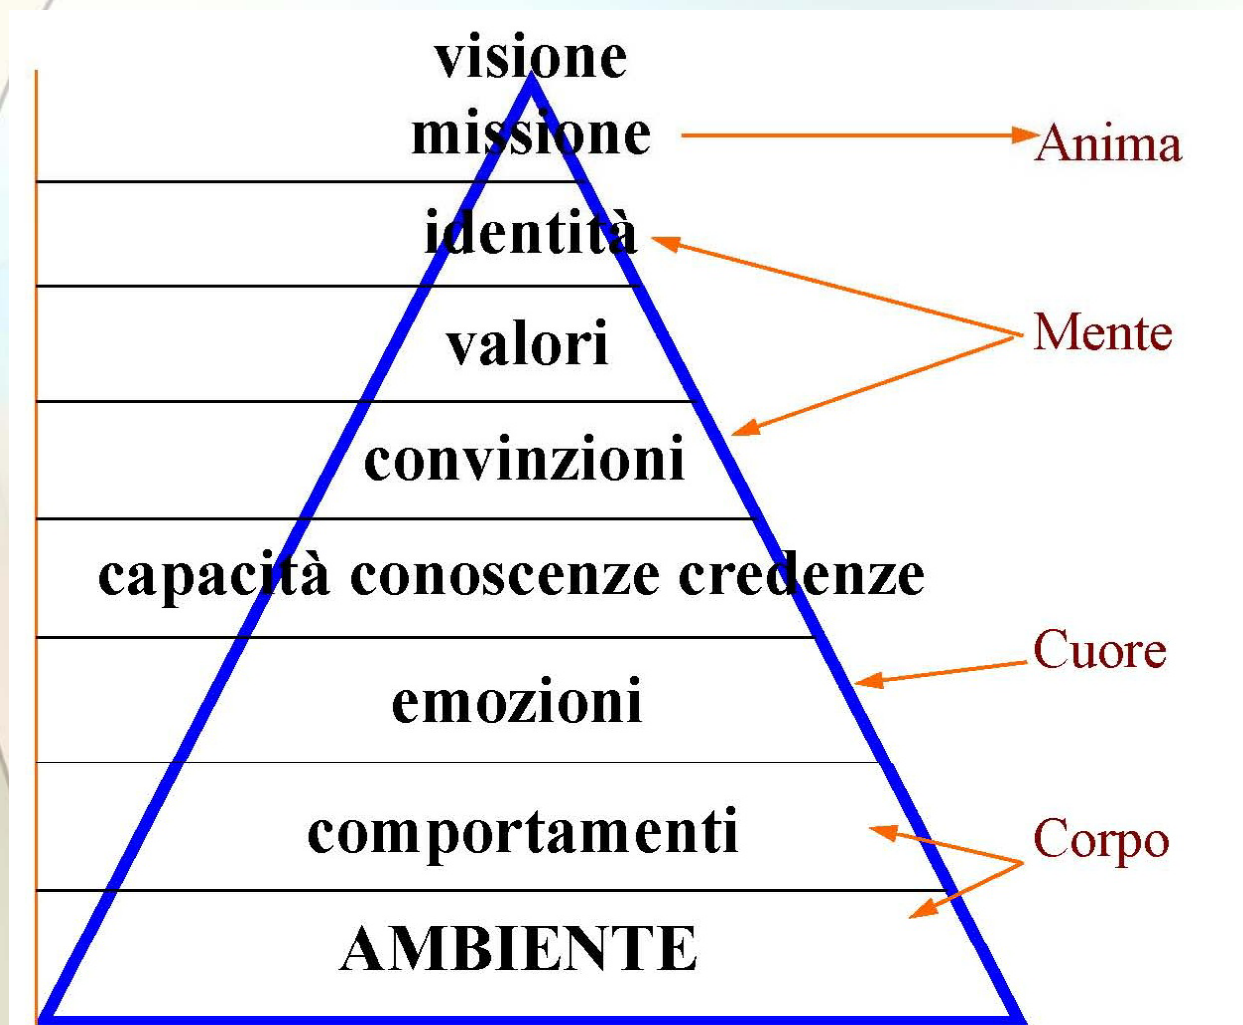 visione
missione
Anima
identità
Mente
valori
convinzioni
capacità conoscenze credenze
Cuore
emozioni
comportamenti
Corpo
AMBIENTE